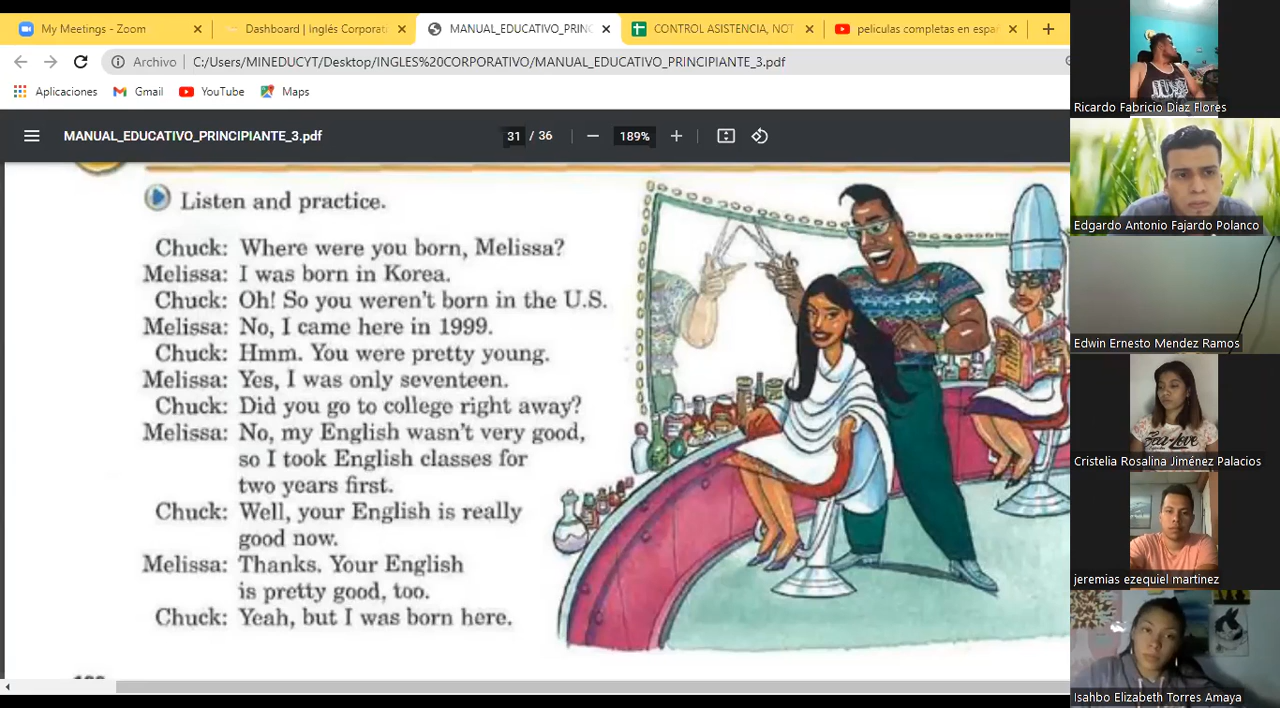 My Meetings - Zoom
Dashboard | Inglés Corporati
MANUAL_EDUCATIVO_PRINC
CONTROL ASISTENCIA, NOT
peliculas completas en espa
Archivo
C:/Users/MINEDUCYT/Desktop/INGLES%20CORPORATIVO/MANUAL_EDUCATIVO_PRINCIPIANTE_3.pdf
Aplicaciones
Gmail
YouTube
Maps
MANUAL_EDUCATIVO_PRINCIPIANTE_3.pdf
31 / 36
189%
Listen and practice.
Chuck: Where were you born, Melissa?
Melissa: I was born in Korea.
Chuck: Oh! So you weren't born in the U.S.
Melissa: No, I came here in 1999.
Chuck: Hmm. You were pretty young.
Melissa: Yes, I was only seventeen.
Chuck: Did you go to college right away?
Melissa: No, my English wasn't very good,
so I took English classes for
two years first.
Chuck: Well, your English is really
good now.
Melissa: Thanks. Your English
is pretty good, too.
Chuck: Yeah, but I was born here.
Ricardo Fabricio Díaz Flores
Edgardo Antonio Fajardo Polanco
Edwin Ernesto Mendez Ramos
Cristelia Rosalina Jiménez Palacios
jeremias ezequiel martinez
Isahbo Elizabeth Torres Amaya